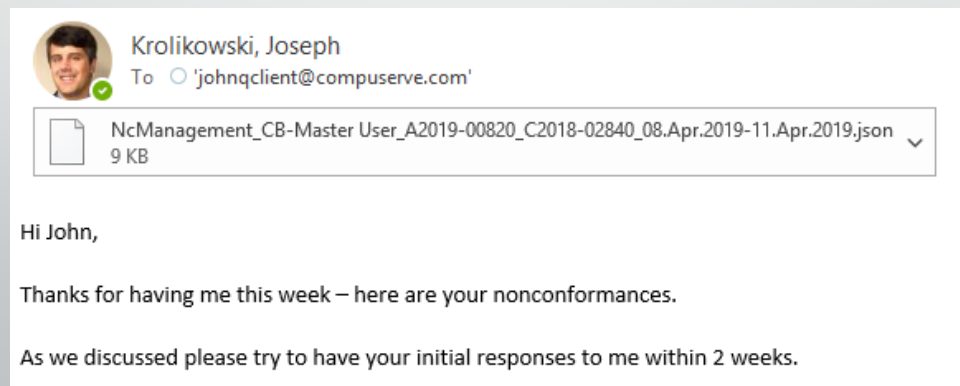 Krolikowski, Joseph
To 'johnqclient@compuserve.com'
NcManagement_CB-Master User_A2019-00820_C2018-02840_08.Apr.2019-11.Apr.2019.json
9 KB
Hi John,
Thanks for having me this week – here are your nonconformances.
As we discussed please try to have your initial responses to me within 2 weeks.